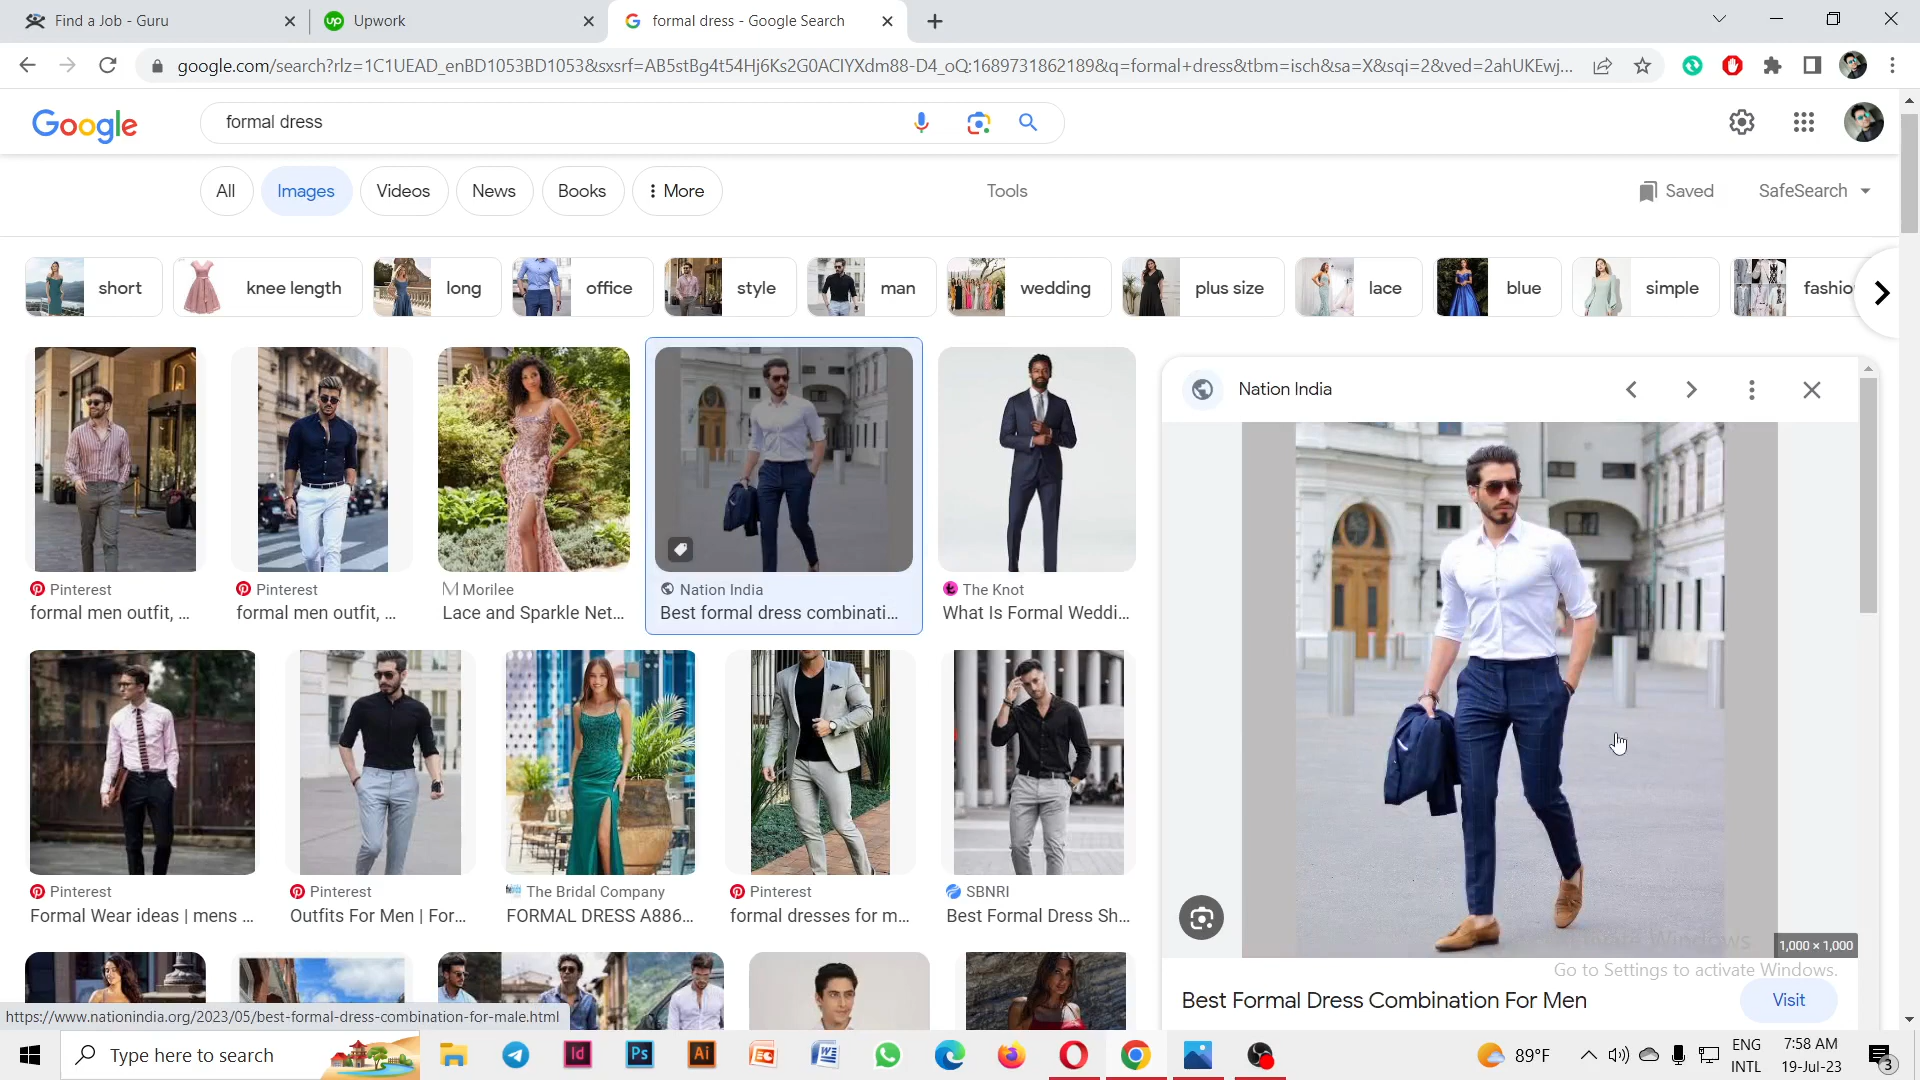 Find a Job - Guru
Upwork
formal dress - Google Search
google.com/search?rlz=1C1UEAD_enBD1053BD1053&sxsrf=AB5stBg4t54Hj6Ks2G0ACIYXdm88-D4_oQ:1689731862189&q=formal+dress&tbm=isch&sa=X&sqi=2&ved=2ahUKEwj...
Google
formal dress
All
Images
Videos
News
Books
More
Tools
Saved
SafeSearch
short
knee length
long
office
style
man
wedding
plus size
lace
blue
simple
fashio
Pinterest
formal men outfit, ...
Pinterest
formal men outfit, ...
Morilee
Lace and Sparkle Net...
Nation India
Best formal dress combinati...
The Knot
What Is Formal Weddi...
Pinterest
Formal Wear ideas | mens ...
Pinterest
Outfits For Men | For...
The Bridal Company
FORMAL DRESS A886...
Pinterest
formal dresses for m...
SBNRI
Best Formal Dress Sh...
Nation India
1,000 × 1,000
Activate Windows
Go to Settings to activate Windows.
Best Formal Dress Combination For Men
Visit
https://www.nationindia.org/2023/05/best-formal-dress-combination-for-male.html
Type here to search
89°F
ENG
INTL
7:58 AM
19-Jul-23
3